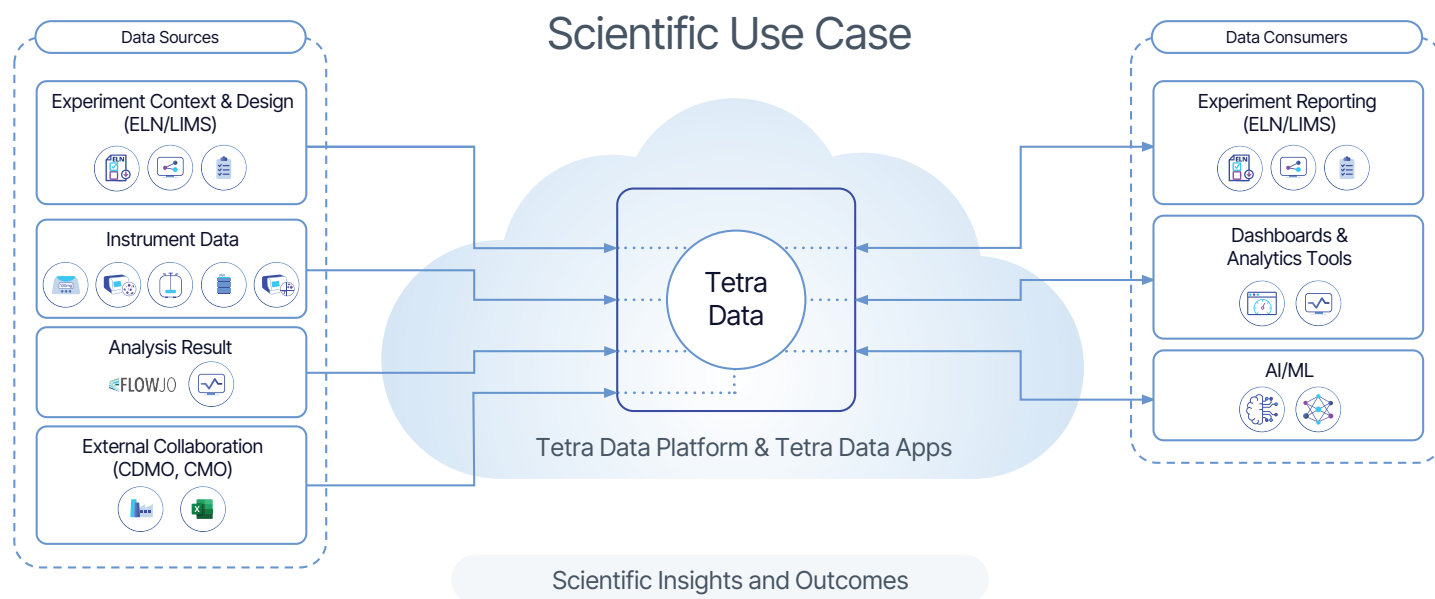 Scientific Use Case
Data Sources
Experiment Context & Design
(ELN/LIMS)
ELN
Instrument Data
Analysis Result
FLOWJO
External Collaboration
(CDMO, CMO)
X
Tetra
Data
Tetra Data Platform & Tetra Data Apps
Data Consumers
Experiment Reporting
(ELN/LIMS)
ELN
Dashboards &
Analytics Tools
AI/ML
Scientific Insights and Outcomes